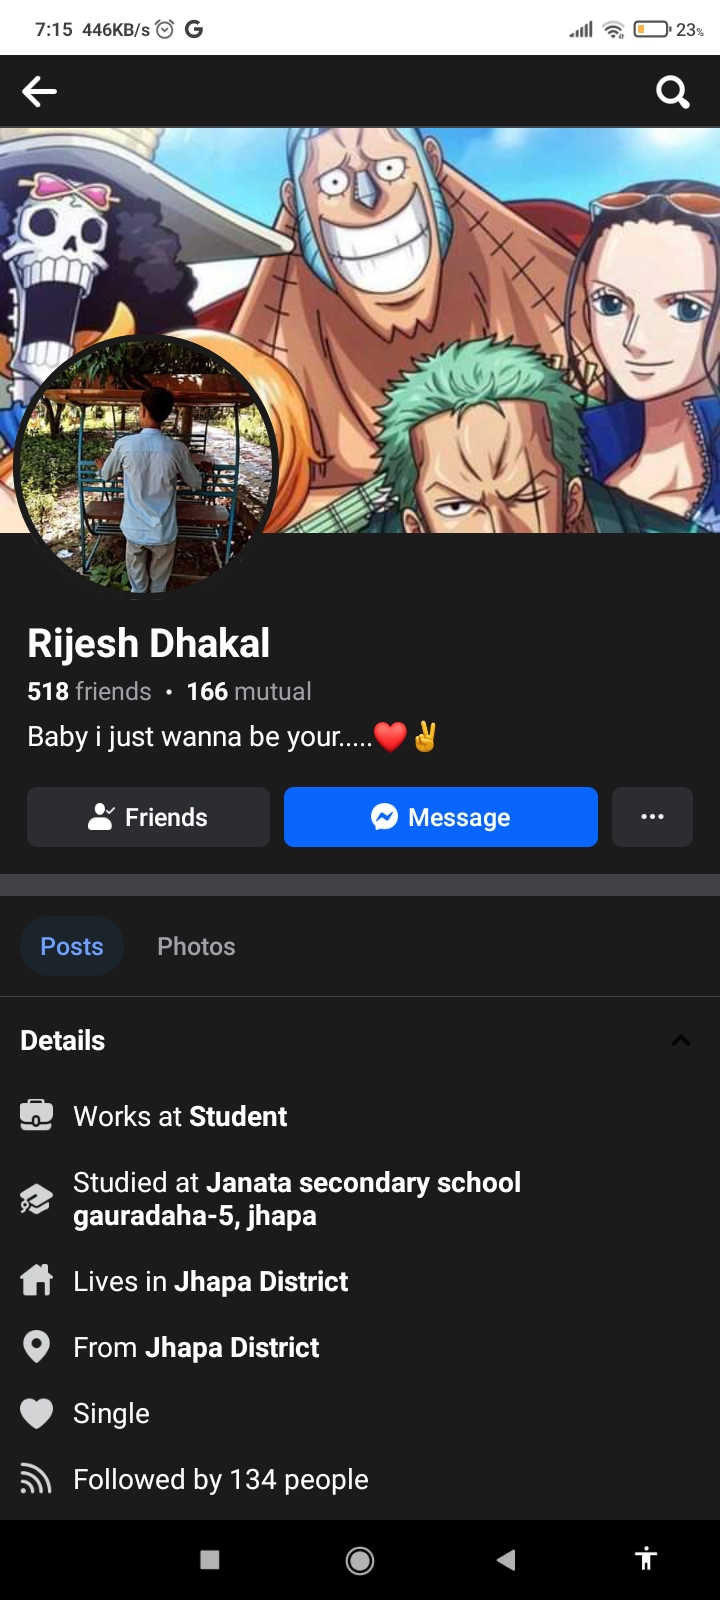 7:15 446KB/s G 23%
Rijesh Dhakal
518 friends • 166 mutual
Baby i just wanna be your.....❤️✌️
Friends Message ...
Posts Photos
Details
Works at Student
Studied at Janata secondary school
gauradaha-5, jhapa
Lives in Jhapa District
From Jhapa District
Single
Followed by 134 people